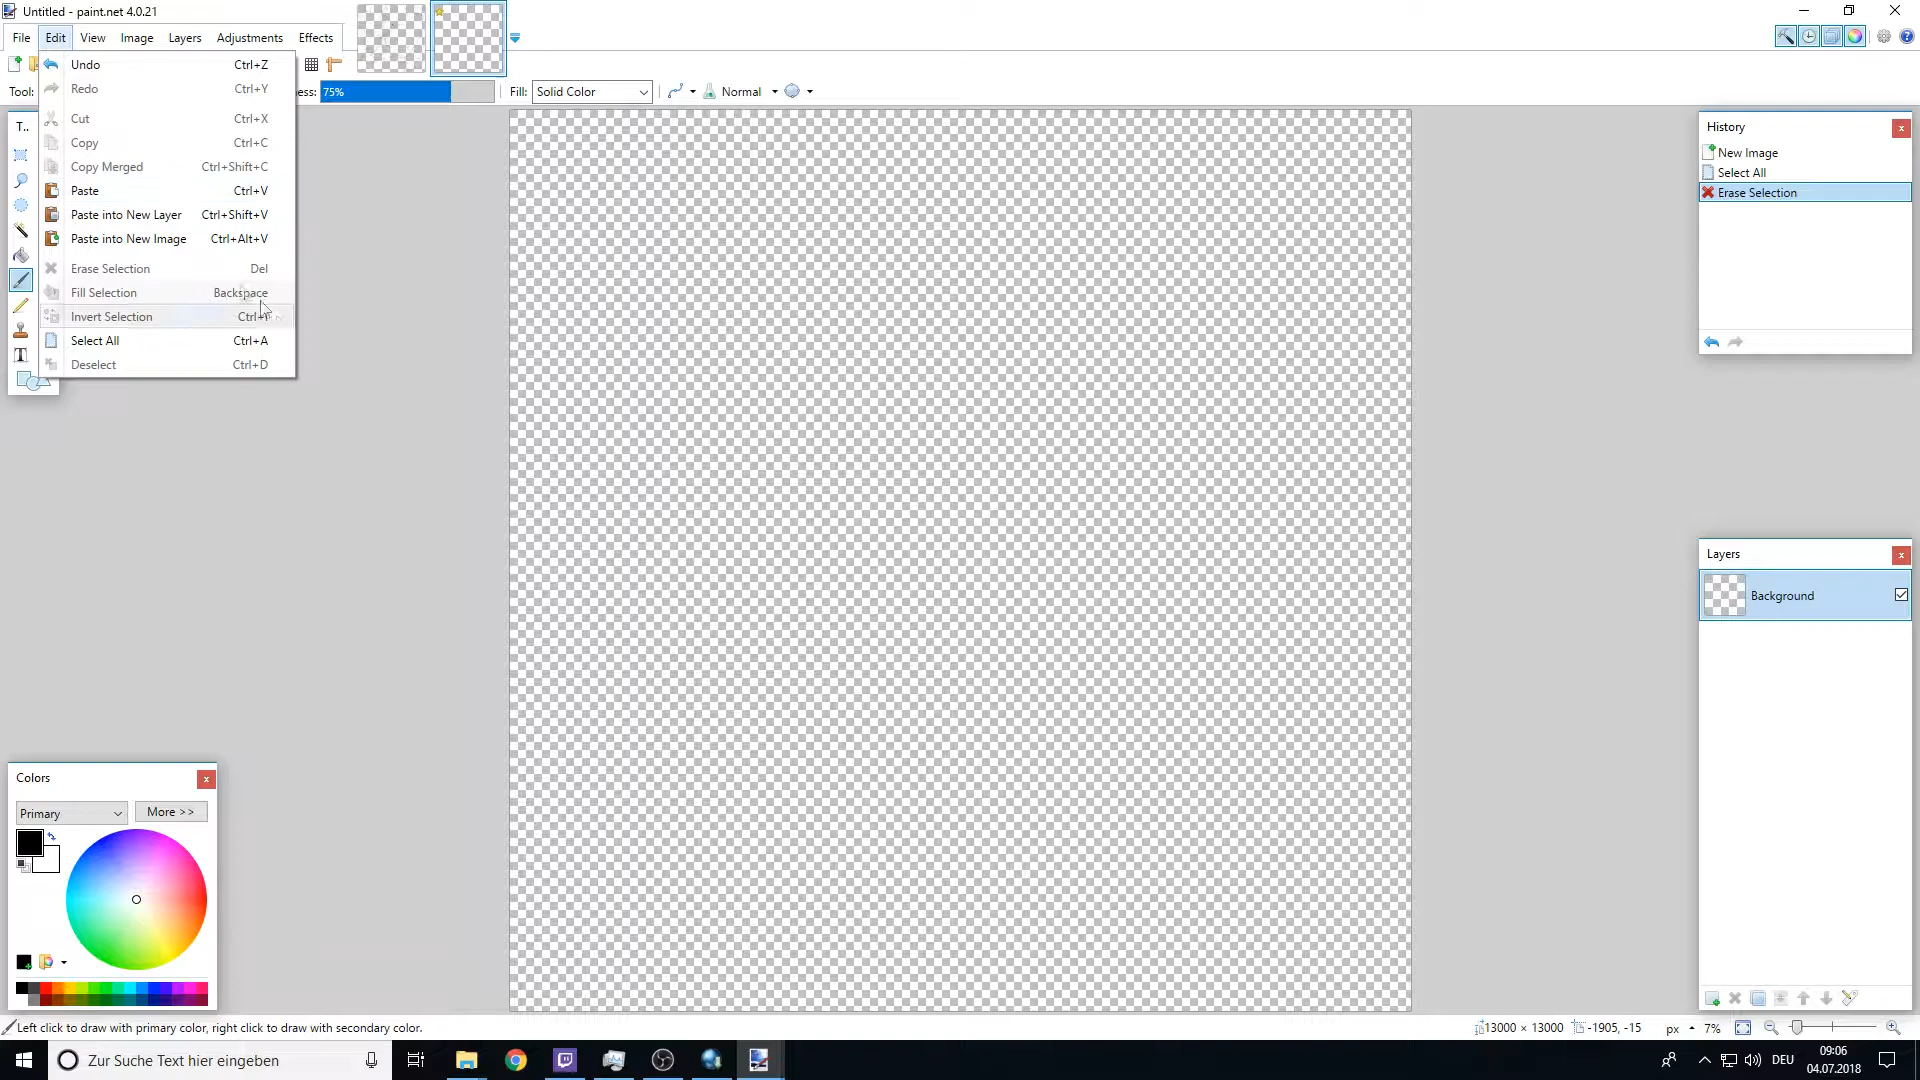 Untitled - paint.net 4.0.21
File Edit View Image Layers Adjustments Effects
Tool:
ess: 75% Fill: Solid Color Normal
Undo Ctrl+Z
Redo Ctrl+Y
Cut Ctrl+X
Copy Ctrl+C
Copy Merged Ctrl+Shift+C
Paste Ctrl+V
Paste into New Layer Ctrl+Shift+V
Paste into New Image Ctrl+Alt+V
Erase Selection Del
Fill Selection Backspace
Invert Selection
Select All Ctrl+A
Deselect Ctrl+D
T..
History
New Image
Select All
Erase Selection
Layers
Background
Colors
Primary More >>
Left click to draw with primary color, right click to draw with secondary color.
13000 × 13000 -1905, -15 px 7%
Zur Suche Text hier eingeben
DEU
09:06
04.07.2018